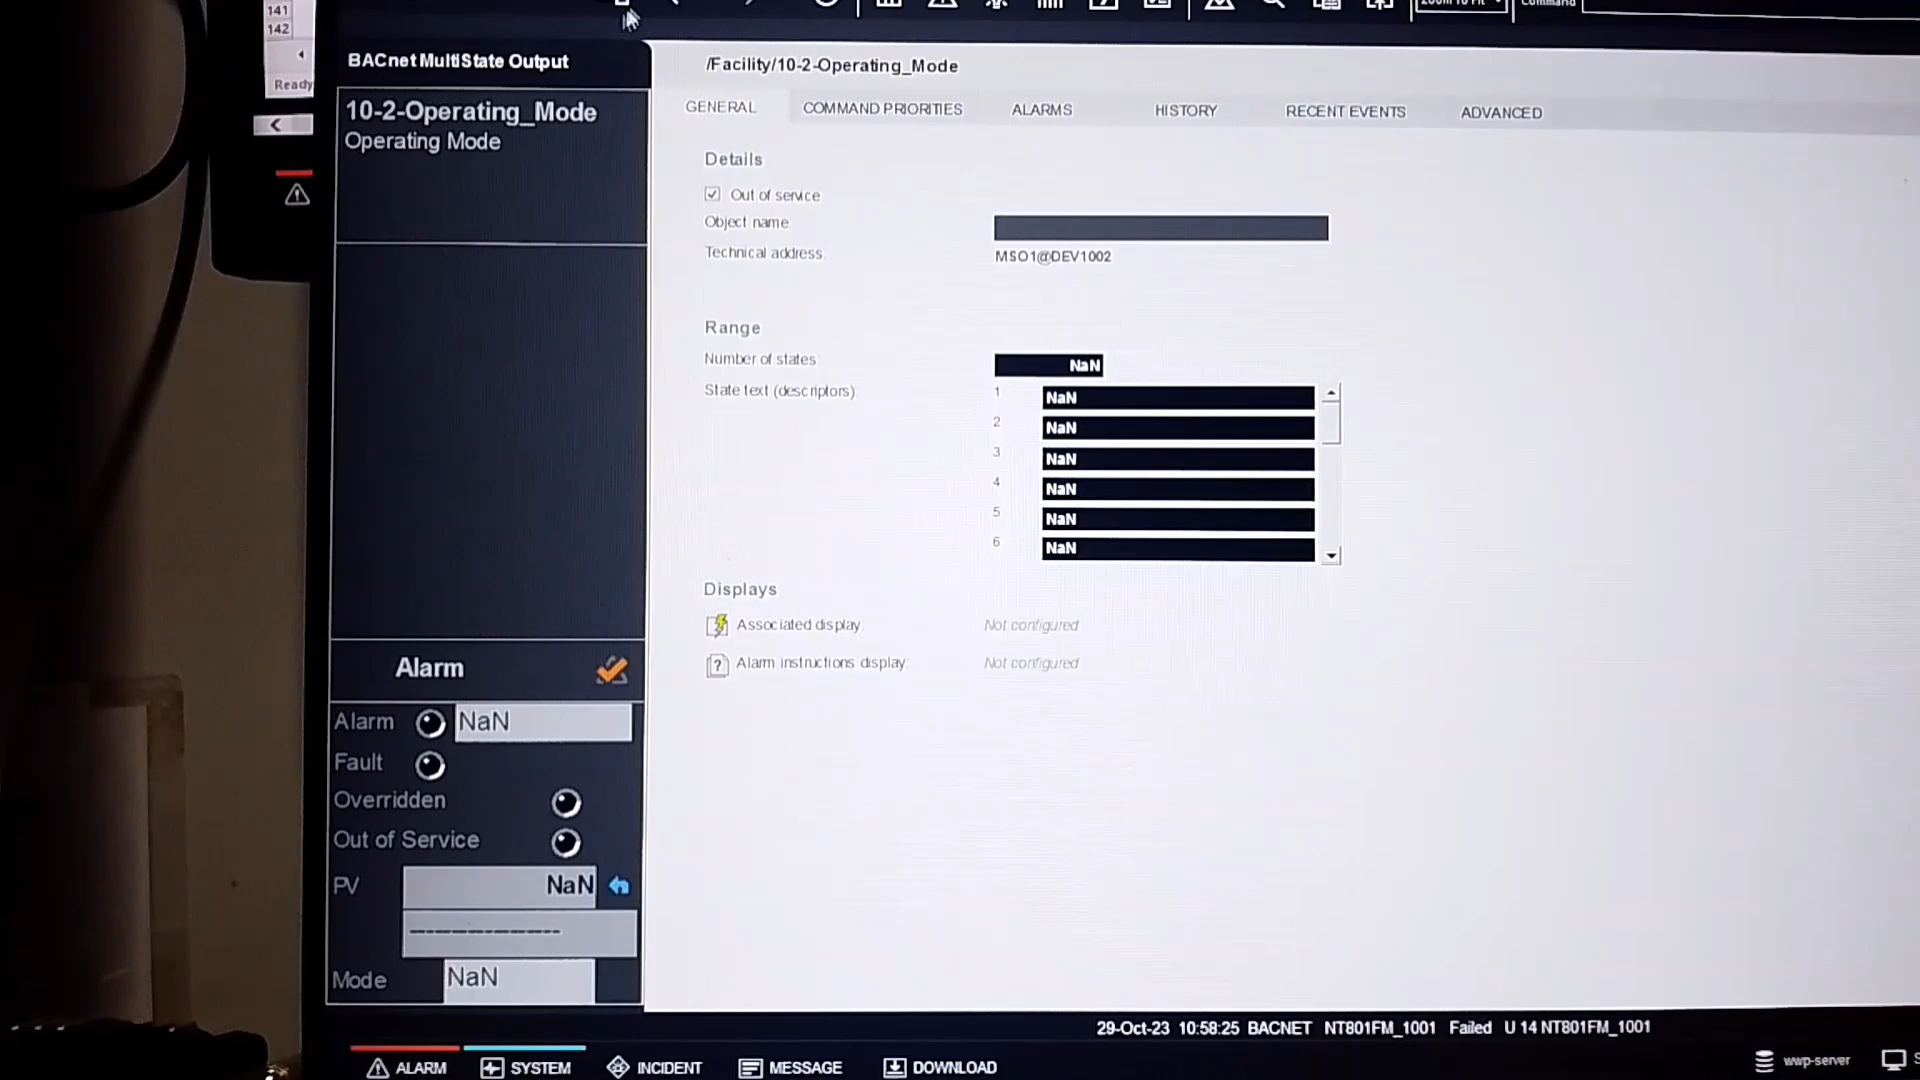 141
142
Ready
Zoom To Fit
Command
BACnet MultiState Output
10-2-Operating_Mode
Operating Mode
/Facility/10-2-Operating_Mode
GENERAL
COMMAND PRIORITIES
ALARMS
HISTORY
RECENT EVENTS
ADVANCED
Details
Out of service
Object name
Technical address:
MSO1@DEV1002
Range
Number of states:
NaN
State text (descriptors):
1 NaN
2 NaN
3 NaN
4 NaN
5 NaN
6 NaN
Displays
Associated display:
Not configured
Alarm instructions display:
Not configured
Alarm
Alarm NaN
Fault
Overridden
Out of Service
PV NaN
---------------
Mode NaN
29-Oct-23 10:58:25 BACNET NT801FM_1001 Failed U 14 NT801FM_1001
ALARM
SYSTEM
INCIDENT
MESSAGE
DOWNLOAD
wwp-server